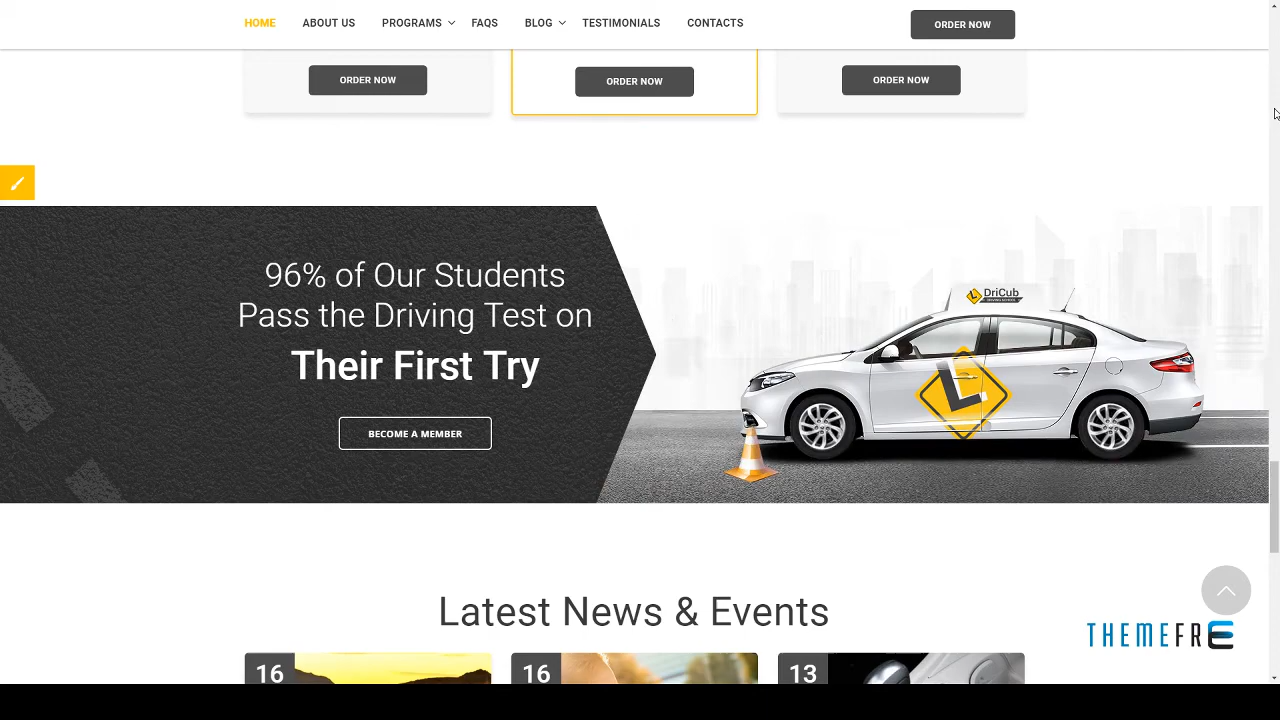 HOME ABOUT US PROGRAMS FAQS BLOG TESTIMONIALS CONTACTS ORDER NOW
ORDER NOW ORDER NOW ORDER NOW
96% of Our Students
Pass the Driving Test on
Their First Try
BECOME A MEMBER
DriCub
DRIVING SCHOOL
L
Latest News & Events
THEMEFRE
16 16 13